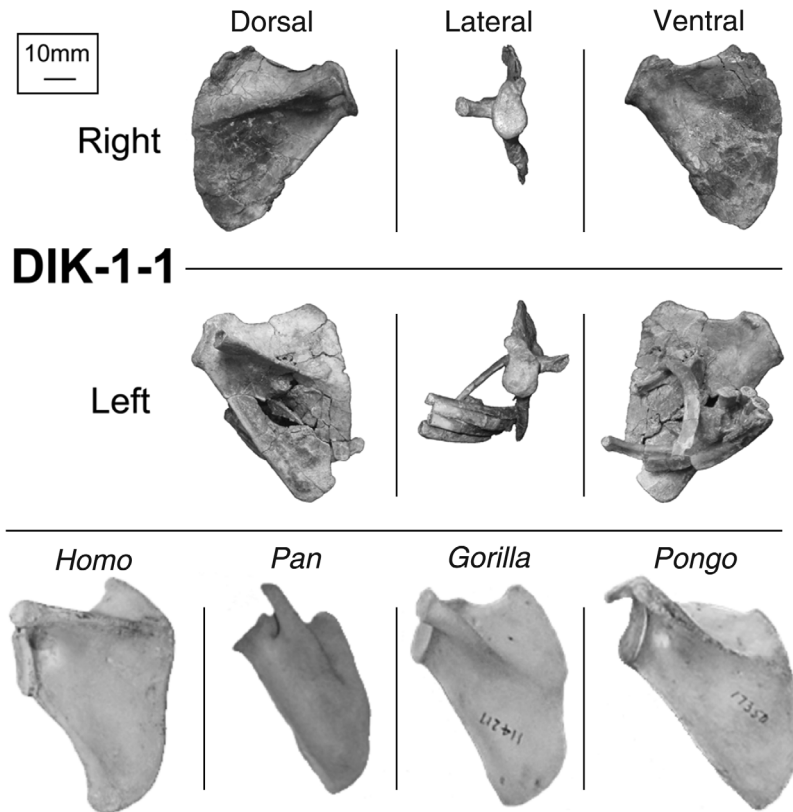 Dorsal
Lateral
Ventral
10mm
Right
DIK-1-1
Left
Homo
Pan
Gorilla
Pongo
114217
17350